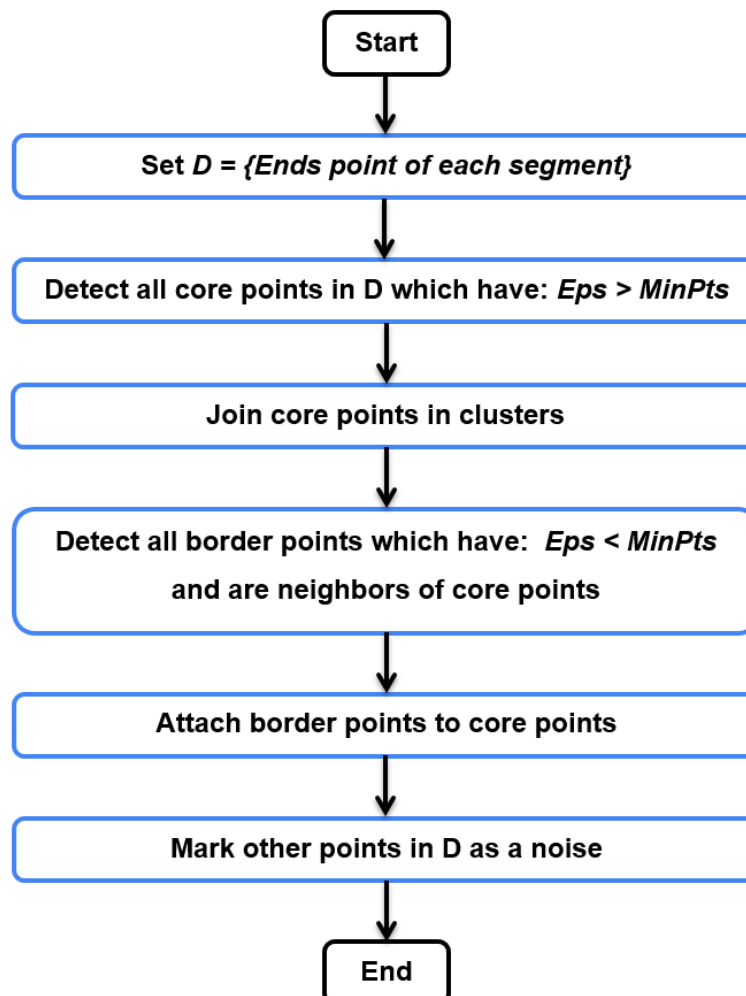 Start
Set D = {Ends point of each segment}
Detect all core points in D which have: Eps > MinPts
Join core points in clusters
Detect all border points which have: Eps < MinPts
and are neighbors of core points
Attach border points to core points
Mark other points in D as a noise
End